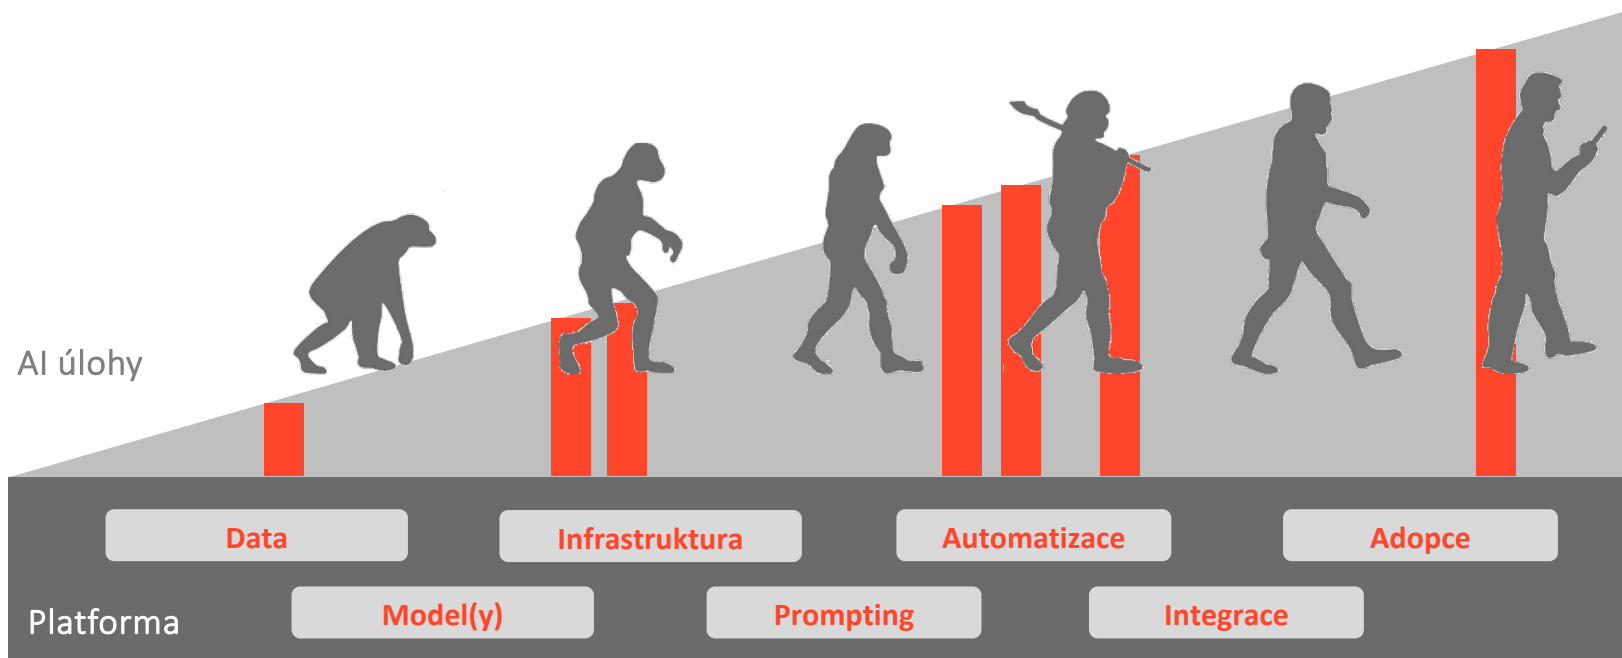 AI úlohy
Data
Infrastruktura
Automatizace
Adopce
Model(y)
Prompting
Integrace
Platforma